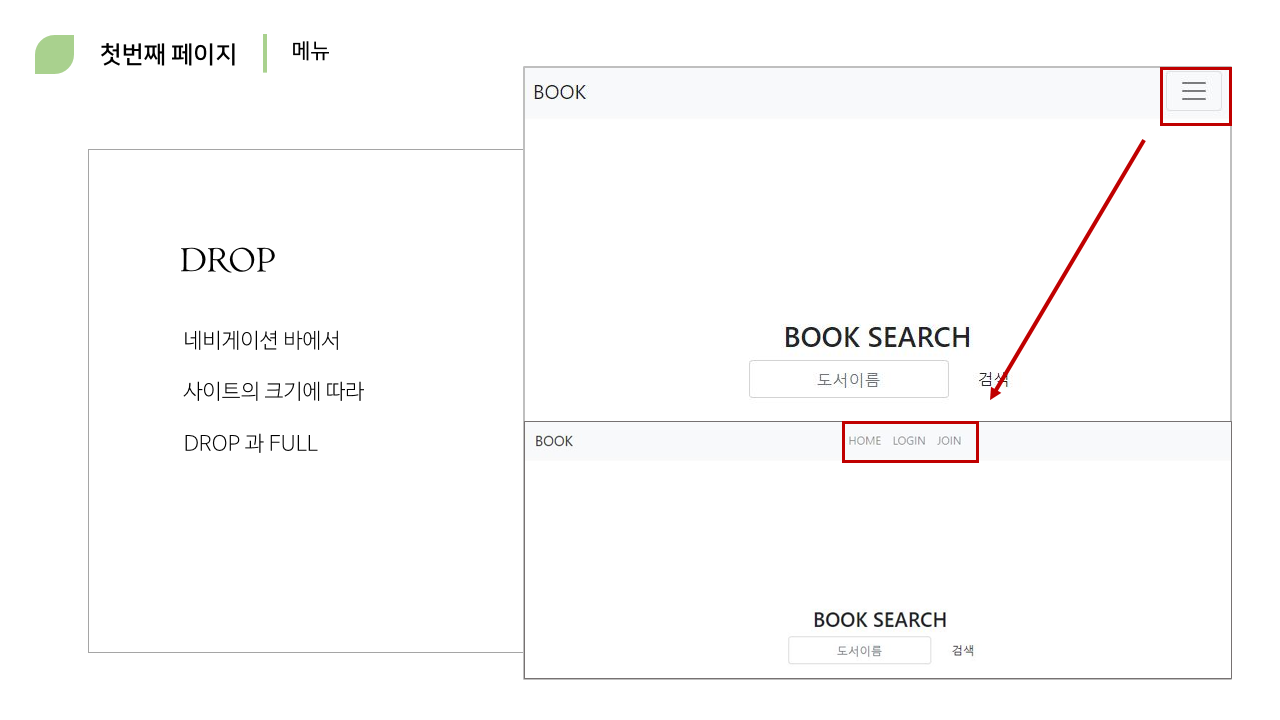 첫번째 페이지
메뉴
DROP
네비게이션 바에서
사이트의 크기에 따라
DROP 과 FULL
BOOK
BOOK SEARCH
도서이름
검색
BOOK
HOME LOGIN JOIN
BOOK SEARCH
도서이름
검색